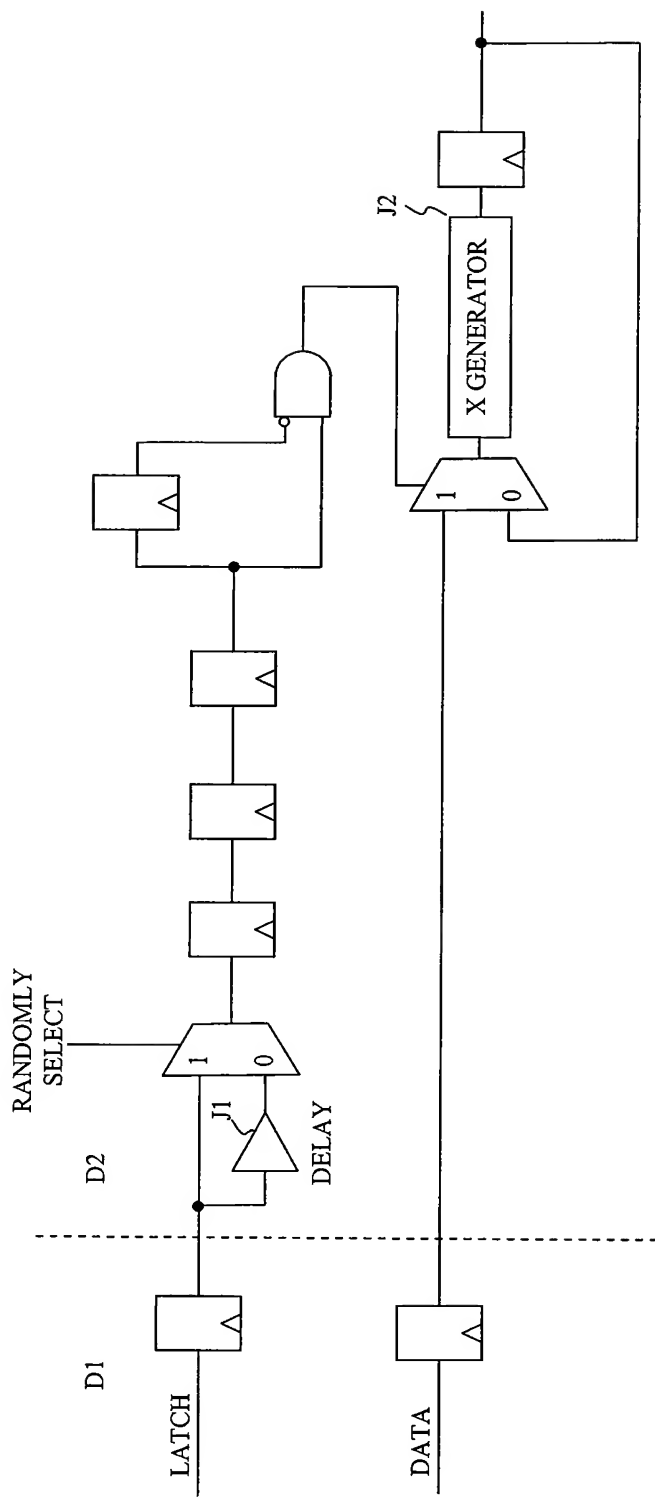 RANDOMLY
SELECT
D1
D2
LATCH
1
0
J1
DELAY
J2
X GENERATOR
1
0
DATA